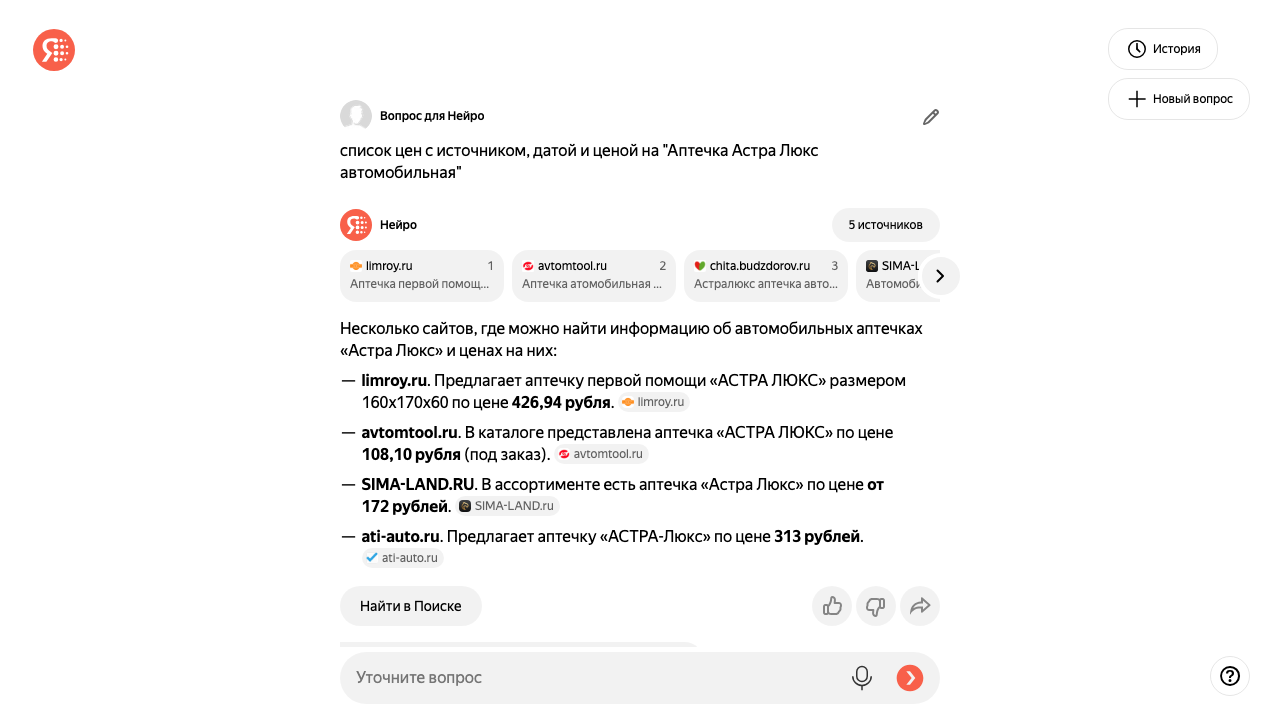 История
Новый вопрос
Вопрос для Нейро
список цен с источником, датой и ценой на "Аптечка Астра Люкс
автомобильная"
Нейро
5 источников
limroy.ru 1
Аптечка первой помощ...
avtomtool.ru 2
Аптечка атомобильная ...
chita.budzdorov.ru 3
Астралюкс аптечка авто...
SIMA-L
Автомоби
Несколько сайтов, где можно найти информацию об автомобильных аптечках
«Астра Люкс» и ценах на них:
— limroy.ru. Предлагает аптечку первой помощи «АСТРА ЛЮКС» размером
160х170х60 по цене 426,94 рубля. limroy.ru
— avtomtool.ru. В каталоге представлена аптечка «АСТРА ЛЮКС» по цене
108,10 рубля (под заказ). avtomtool.ru
— SIMA-LAND.RU. В ассортименте есть аптечка «Астра Люкс» по цене от
172 рублей. SIMA-LAND.ru
— ati-auto.ru. Предлагает аптечку «АСТРА-Люкс» по цене 313 рублей.
ati-auto.ru
Найти в Поиске
Уточните вопрос